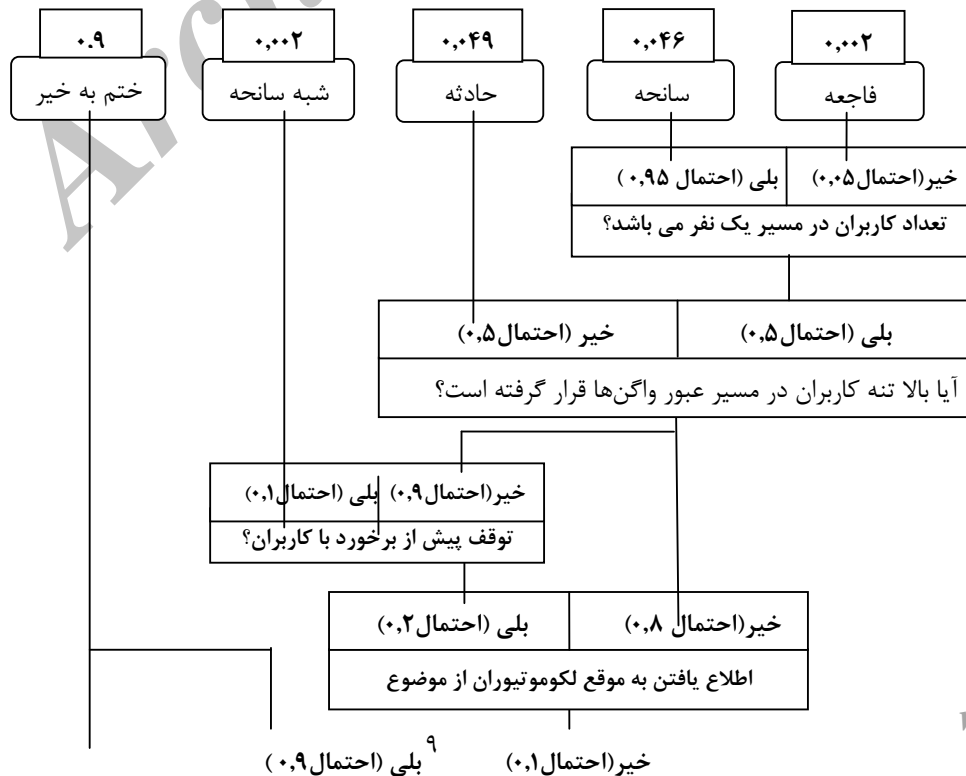 ۰.۹ ۰,۰۰۲ ۰,۰۴۹ ۰,۰۴۶ ۰,۰۰۲
فاجعه
سانحه
حادثه
شبه سانحه
ختم به خیر
خیر(احتمال۰,۰۵)
بلی (احتمال ۰,۹۵ )
تعداد کاربران در مسیر یک نفر می باشد؟
بلی (احتمال۰,۵)
خیر (احتمال۰,۵)
آیا بالا تنه کاربران در مسیر عبور واگن‌ها قرار گرفته است؟
خیر(احتمال۰,۹)
بلی (احتمال۰,۱)
توقف پیش از برخورد با کاربران؟
خیر(احتمال ۰,۸)
بلی (احتمال۰,۲)
اطلاع یافتن به موقع لکوموتیوران از موضوع
خیر(احتمال۰,۱)
بلی (احتمال۰,۹ )
۹